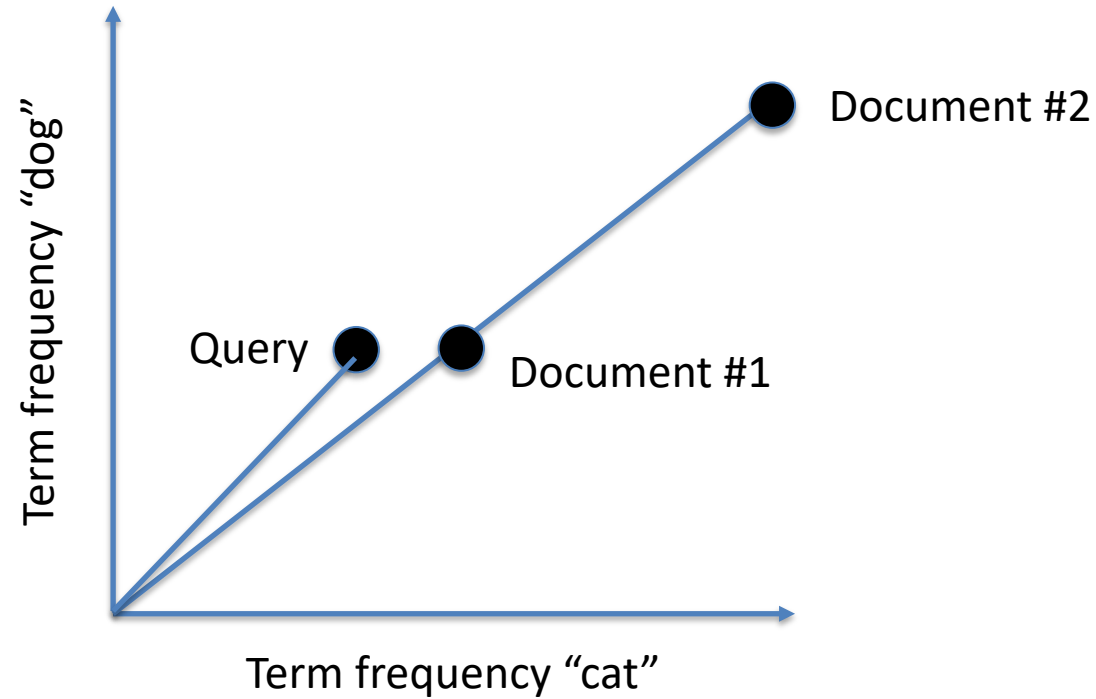 Term frequency “dog”
Document #2
Query
Document #1
Term frequency “cat”